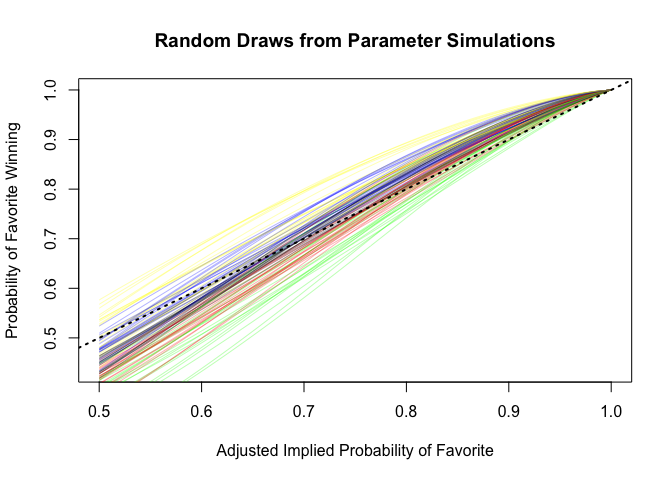 Random Draws from Parameter Simulations
Probability of Favorite Winning
1.0
0.9
0.8
0.7
0.6
0.5
0.5 0.6 0.7 0.8 0.9 1.0
Adjusted Implied Probability of Favorite